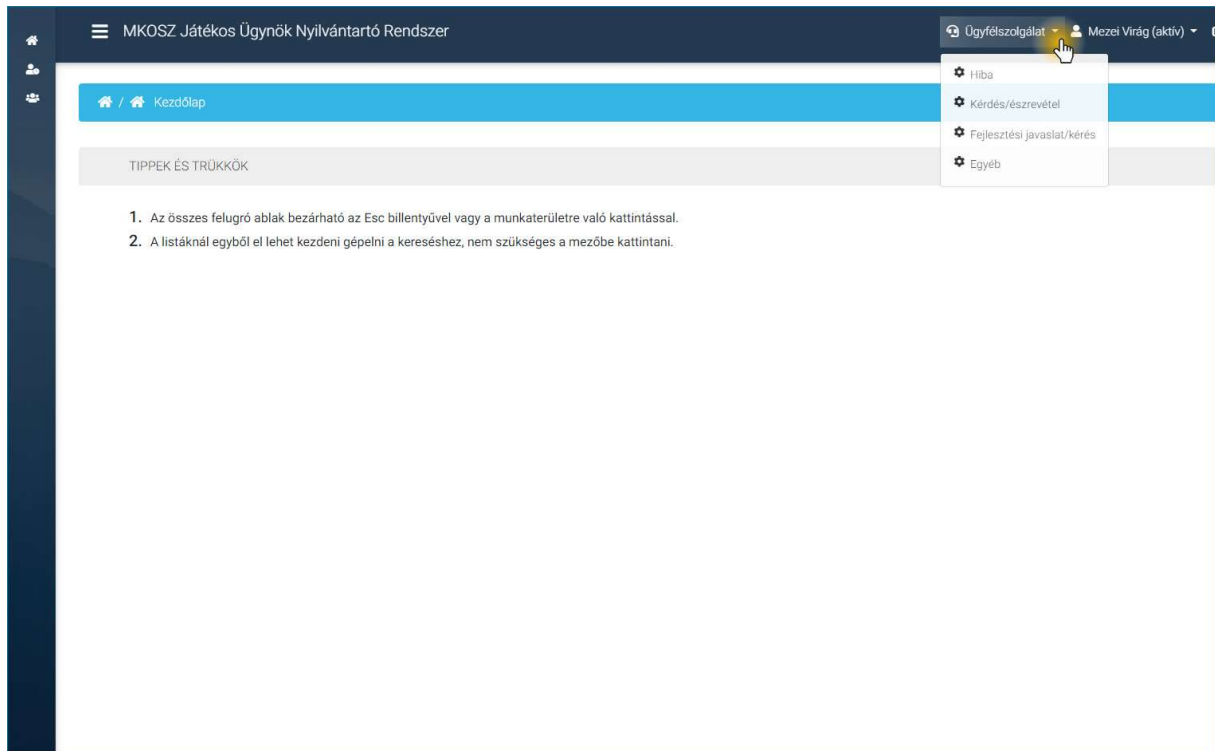 MKOSZ Játékos Ügynök Nyilvántartó Rendszer
Ügyfélszolgálat
Mezei Virág (aktív)
Hiba
Kérdés/észrevétel
Fejlesztési javaslat/kérés
Egyéb
/ Kezdőlap
TIPPEK ÉS TRÜKKÖK
1. Az összes felugró ablak bezárható az Esc billentyűvel vagy a munkaterületre való kattintással.
2. A listáknál egyből el lehet kezdeni gépelni a kereséshez, nem szükséges a mezőbe kattintani.